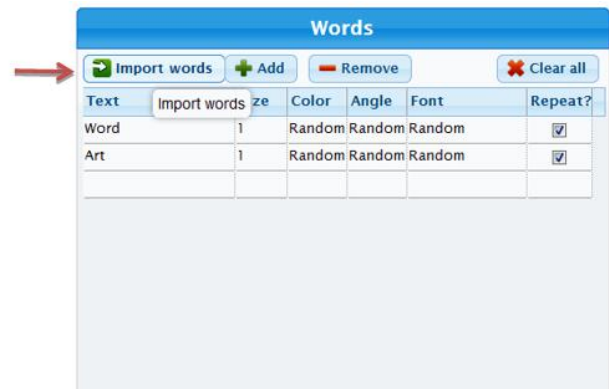 Words
Import words Add Remove Clear all
Text ze Color Angle Font Repeat?
Import words
Word 1 Random Random Random
Art 1 Random Random Random